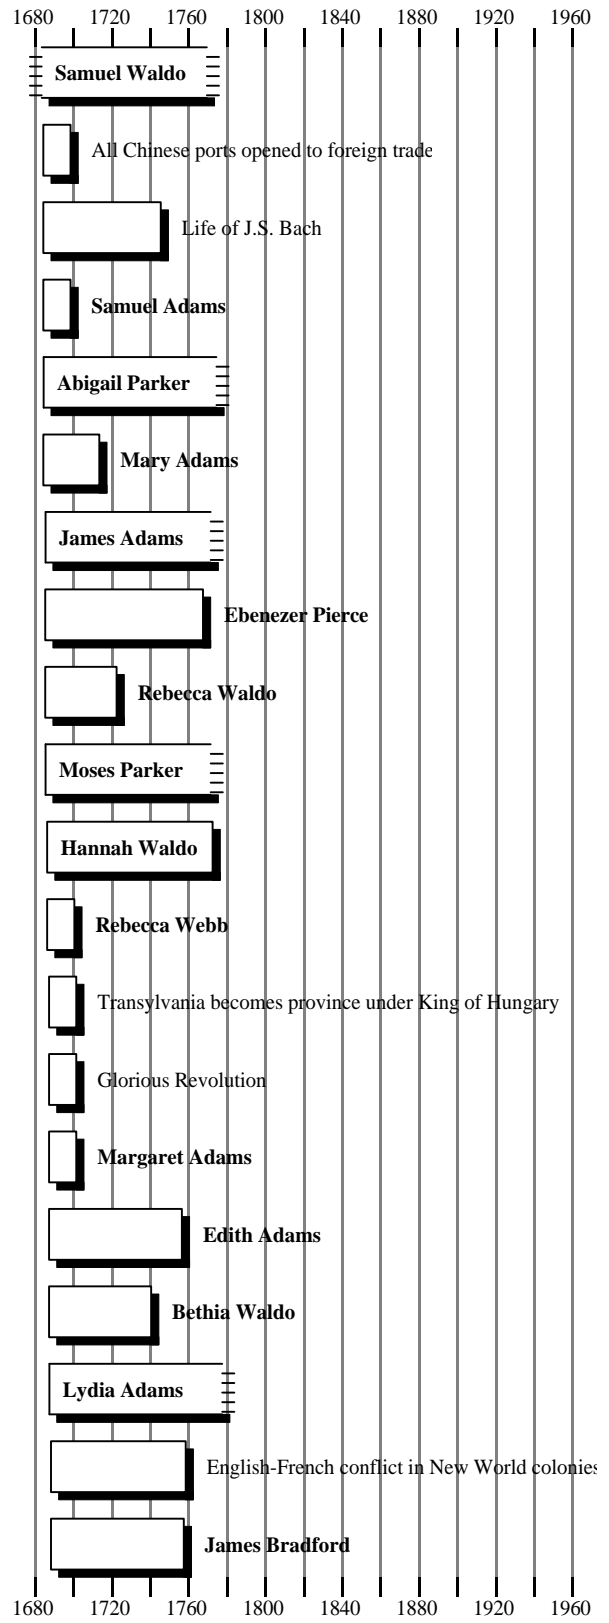 1680 1720 1760 1800 1840 1880 1920 1960
Samuel Waldo
All Chinese ports opened to foreign trade
Life of J.S. Bach
Samuel Adams
Abigail Parker
Mary Adams
James Adams
Ebenezer Pierce
Rebecca Waldo
Moses Parker
Hannah Waldo
Rebecca Webb
Transylvania becomes province under King of Hungary
Glorious Revolution
Margaret Adams
Edith Adams
Bethia Waldo
Lydia Adams
English-French conflict in New World colonies
James Bradford
1680 1720 1760 1800 1840 1880 1920 1960